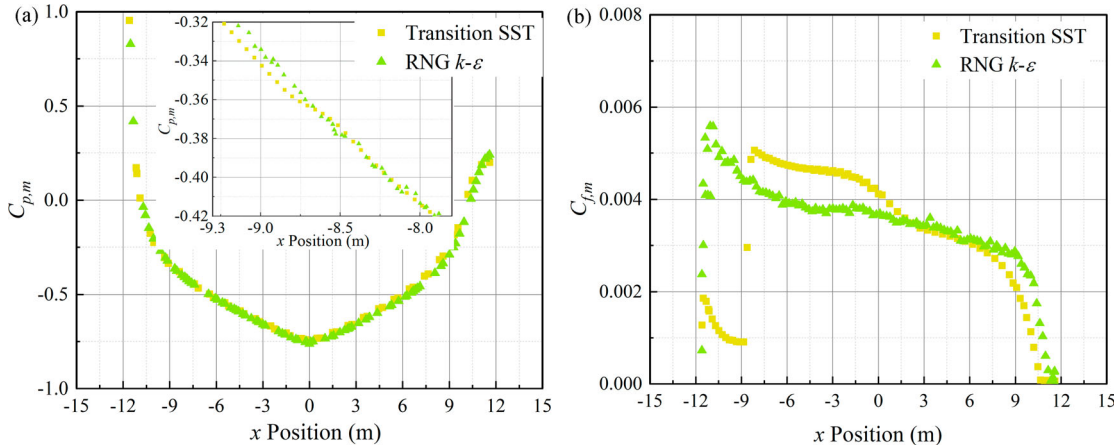 (a)
1.0
0.5
0.0
-0.5
-1.0
C_{p,m}
-15 -12 -9 -6 -3 0 3 6 9 12 15
x Position (m)
Transition SST
RNG k-ε
-0.32
-0.34
-0.36
-0.38
-0.40
-0.42
C_{p,m}
-9.3 -9.0 -8.5 -8.0
x Position (m)
(b)
0.008
0.006
0.004
0.002
0.000
C_{f,m}
-15 -12 -9 -6 -3 0 3 6 9 12 15
x Position (m)
Transition SST
RNG k-ε